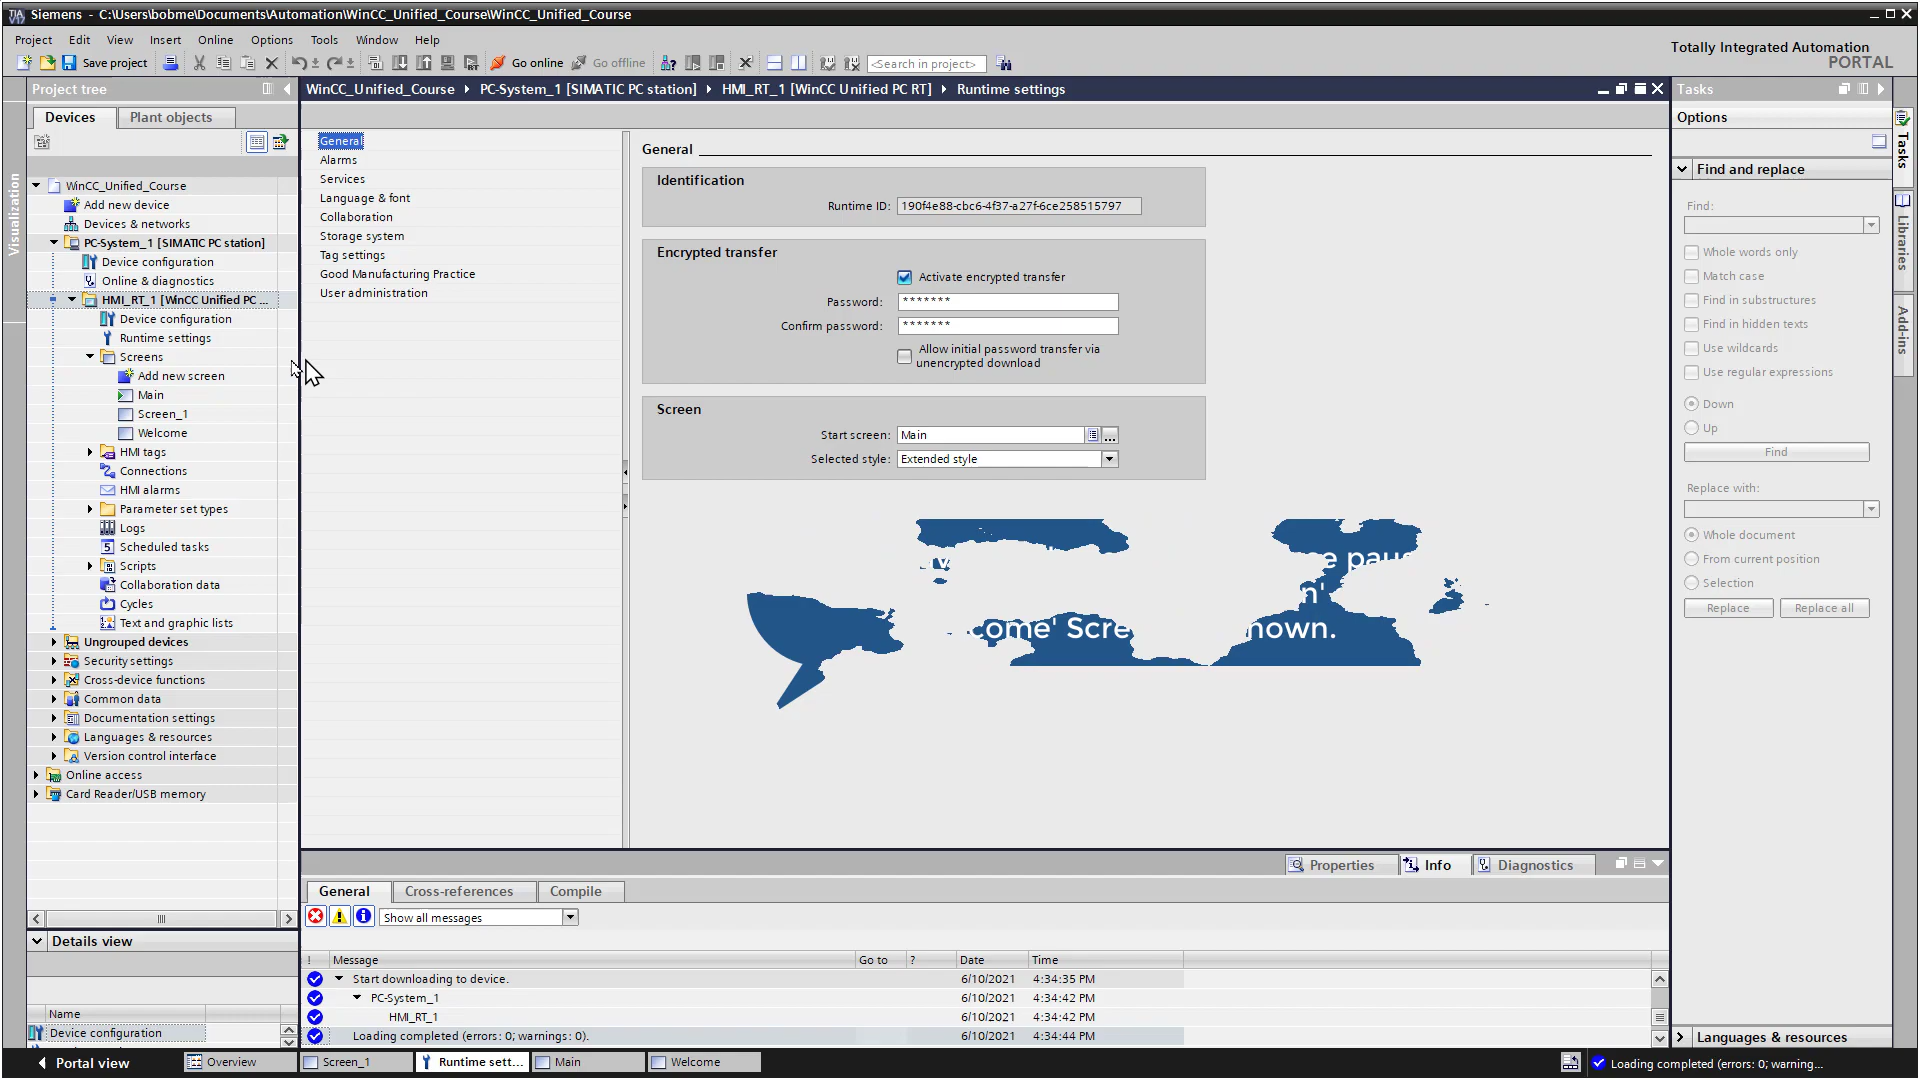 Siemens - C:\Users\bobme\Documents\Automation\WinCC_Unified_Course\WinCC_Unified_Course
Project Edit View Insert Online Options Tools Window Help
Totally Integrated Automation
PORTAL
Save project
Go online
Go offline
<Search in project>
Project tree
WinCC_Unified_Course
PC-System_1 [SIMATIC PC station]
HMI_RT_1 [WinCC Unified PC RT]
Runtime settings
Tasks
Devices
Plant objects
Options
Visualization
WinCC_Unified_Course
Add new device
Devices & networks
PC-System_1 [SIMATIC PC station]
Device configuration
Online & diagnostics
HMI_RT_1 [WinCC Unified PC ...
Device configuration
Runtime settings
Screens
Add new screen
Main
Screen_1
Welcome
HMI tags
Connections
HMI alarms
Parameter set types
Logs
Scheduled tasks
Scripts
Collaboration data
Cycles
Text and graphic lists
Ungrouped devices
Security settings
Cross-device functions
Common data
Documentation settings
Languages & resources
Version control interface
Online access
Card Reader/USB memory
Details view
Name
Device configuration
General
Alarms
Services
Language & font
Collaboration
Storage system
Tag settings
Good Manufacturing Practice
User administration
General
Identification
Runtime ID: 190f4e88-cbc6-4f37-a27f-6ce258515797
Encrypted transfer
Activate encrypted transfer
Password: *******
Confirm password: *******
Allow initial password transfer via
unencrypted download
Screen
Start screen: Main
Selected style: Extended style
e pau
n'
come' Scre nown.
Properties
Info
Diagnostics
General
Cross-references
Compile
Show all messages
! Message Go to ? Date Time
Start downloading to device. 6/10/2021 4:34:35 PM
PC-System_1 6/10/2021 4:34:42 PM
HMI_RT_1 6/10/2021 4:34:42 PM
Loading completed (errors: 0; warnings: 0). 6/10/2021 4:34:44 PM
Find and replace
Find:
Whole words only
Match case
Find in substructures
Find in hidden texts
Use wildcards
Use regular expressions
Down
Up
Find
Replace with:
Whole document
From current position
Selection
Replace
Replace all
Languages & resources
Tasks
Libraries
Add-ins
Portal view
Overview
Screen_1
Runtime sett...
Main
Welcome
Loading completed (errors: 0; warning...